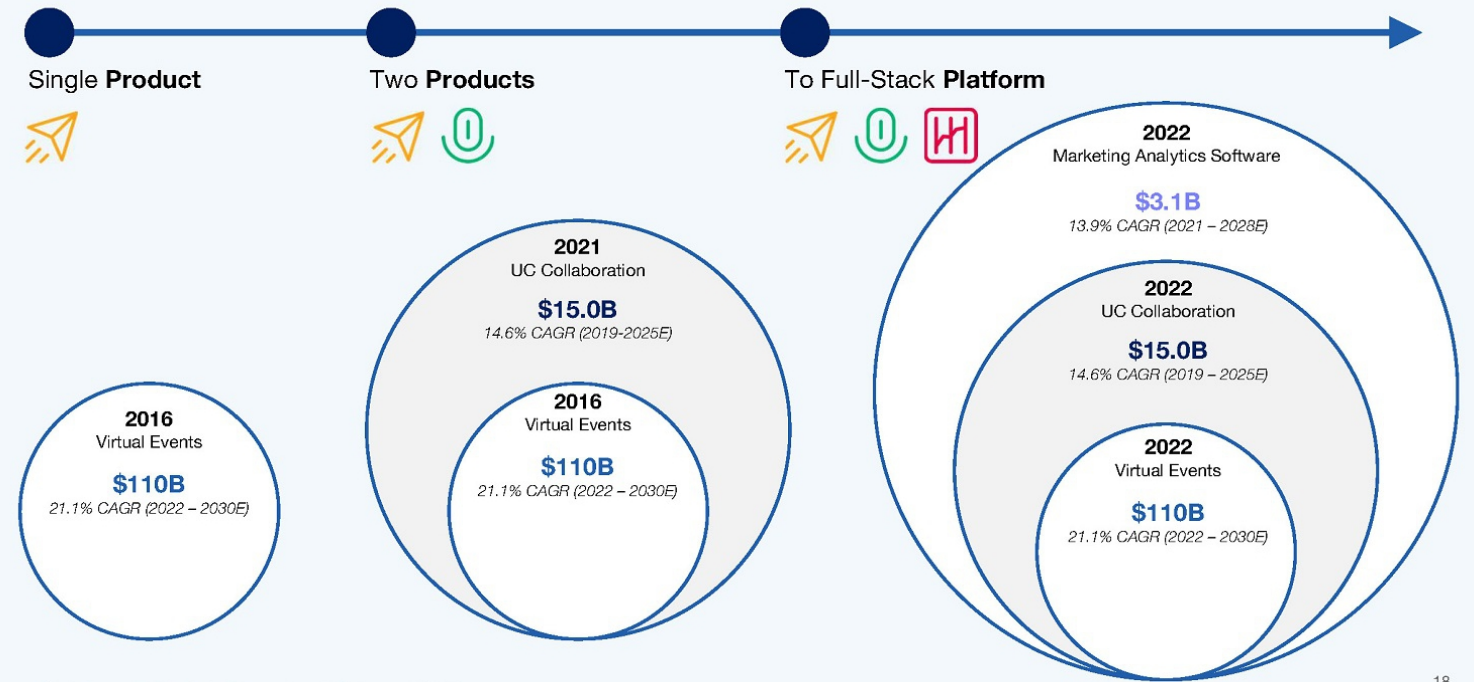 Single Product
Two Products
To Full-Stack Platform
2016
Virtual Events
$110B
21.1% CAGR (2022 – 2030E)
2021
UC Collaboration
$15.0B
14.6% CAGR (2019-2025E)
2016
Virtual Events
$110B
21.1% CAGR (2022 – 2030E)
2022
Marketing Analytics Software
$3.1B
13.9% CAGR (2021 – 2028E)
2022
UC Collaboration
$15.0B
14.6% CAGR (2019 – 2025E)
2022
Virtual Events
$110B
21.1% CAGR (2022 – 2030E)
18